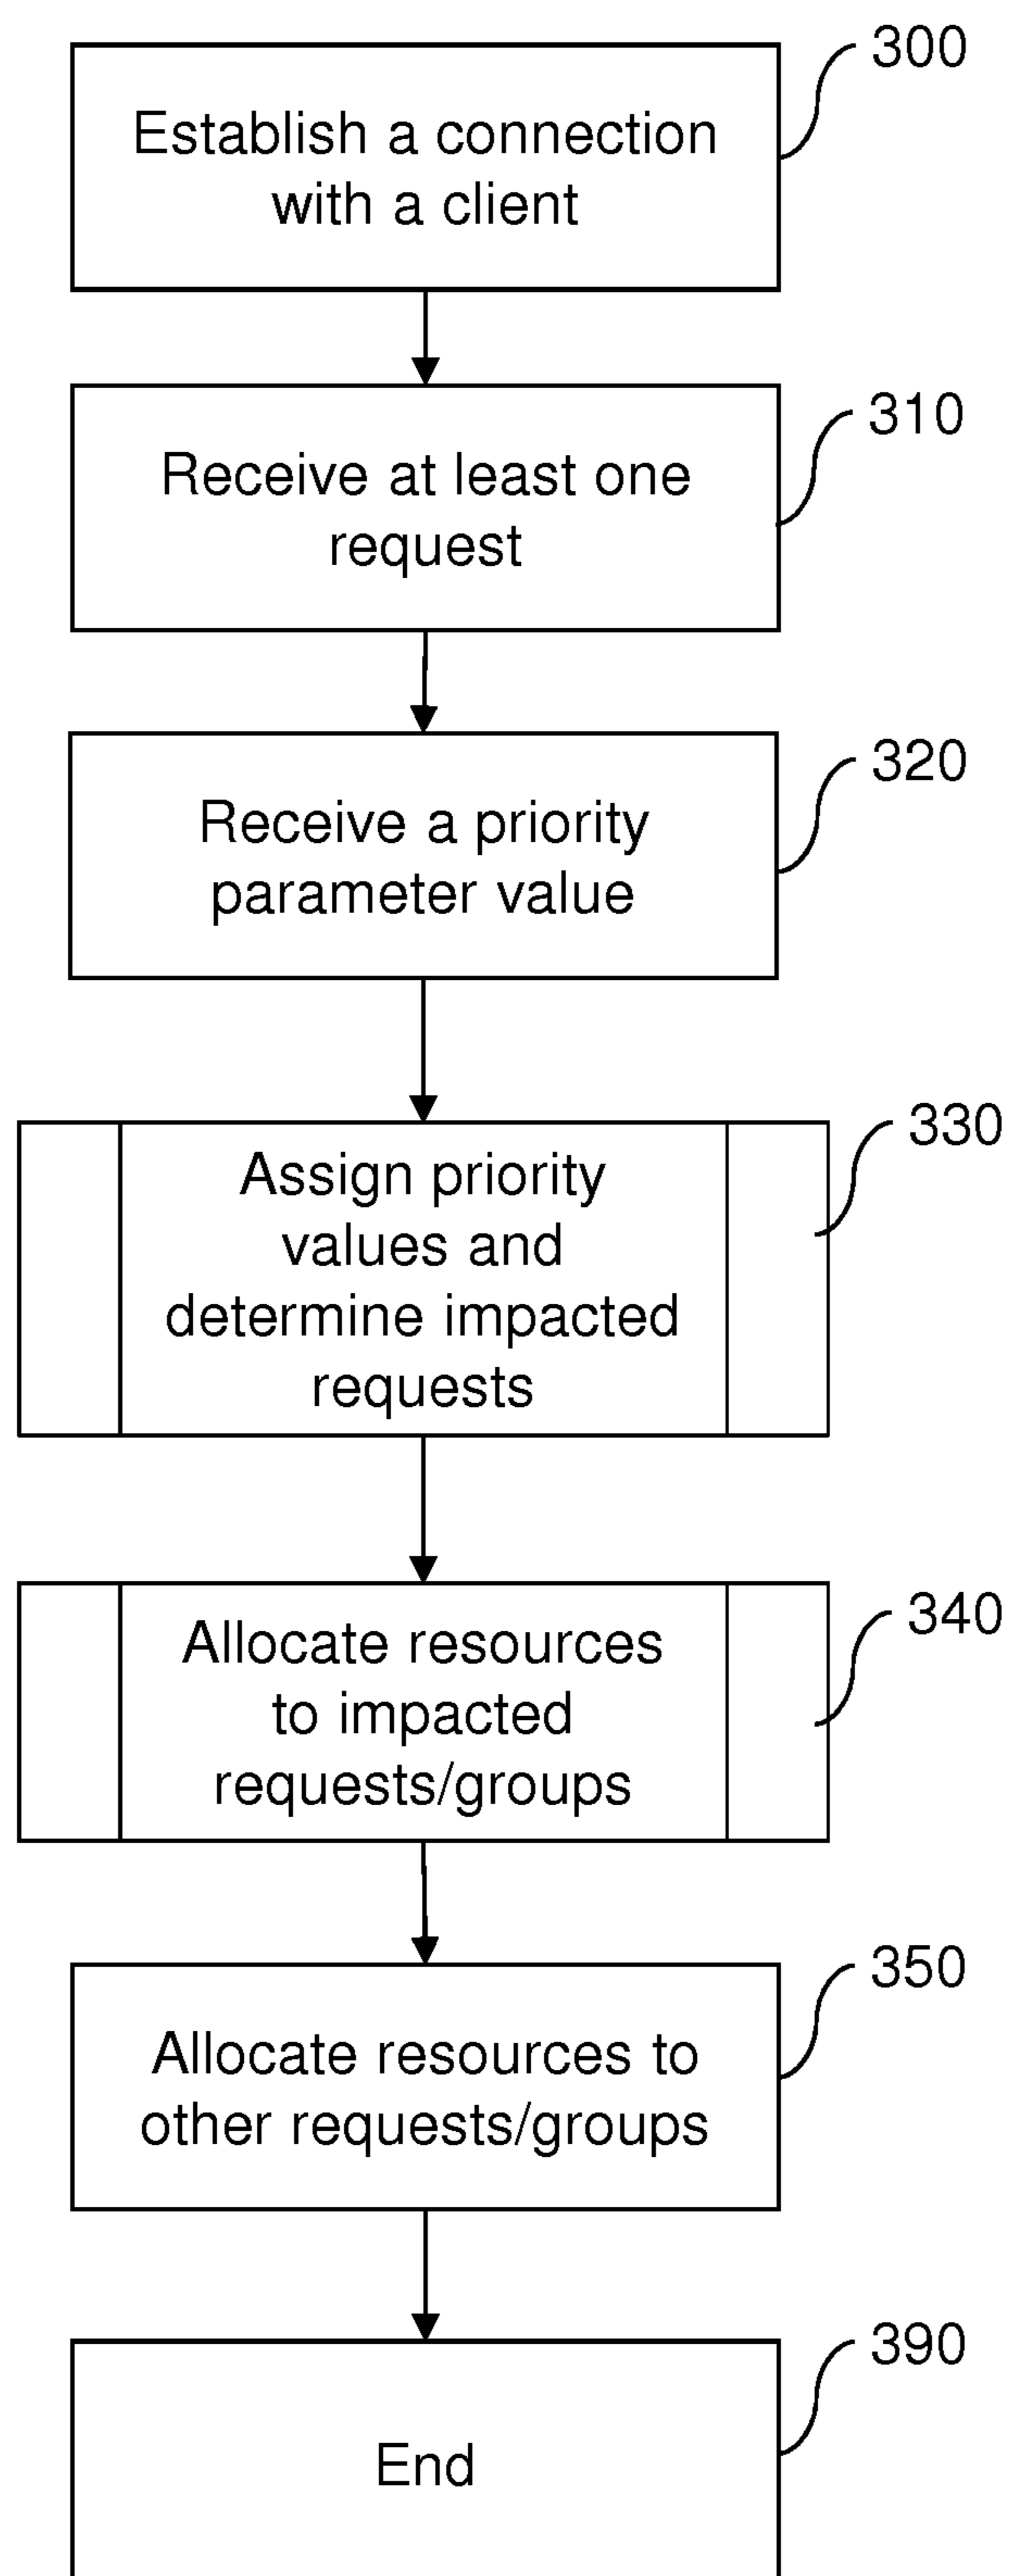 300
Establish a connection
with a client
310
Receive at least one
request
320
Receive a priority
parameter value
330
Assign priority
values and
determine impacted
requests
340
Allocate resources
to impacted
requests/groups
350
Allocate resources to
other requests/groups
390
End